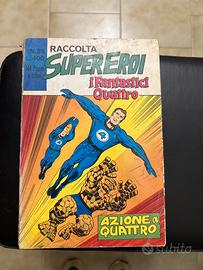 RACCOLTA
SUPER EROI
i Fantastici
Quattro
AZIONE a
QUATTRO
subito